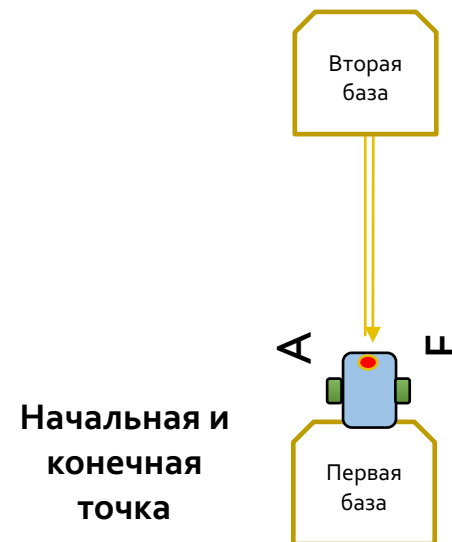 Вторая
база
A
F
Начальная и
конечная
точка
Первая
база